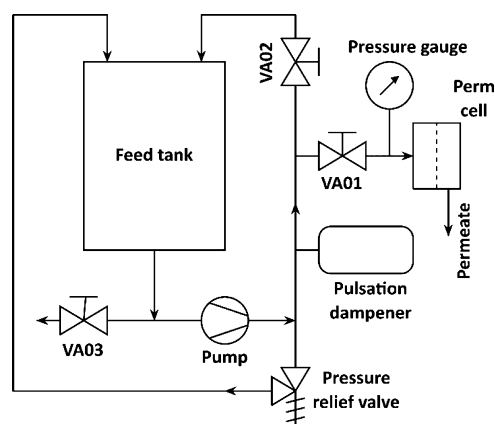 VA02
Pressure gauge
Perm
cell
Feed tank
VA01
Permeate
Pulsation
dampener
VA03
Pump
Pressure
relief valve